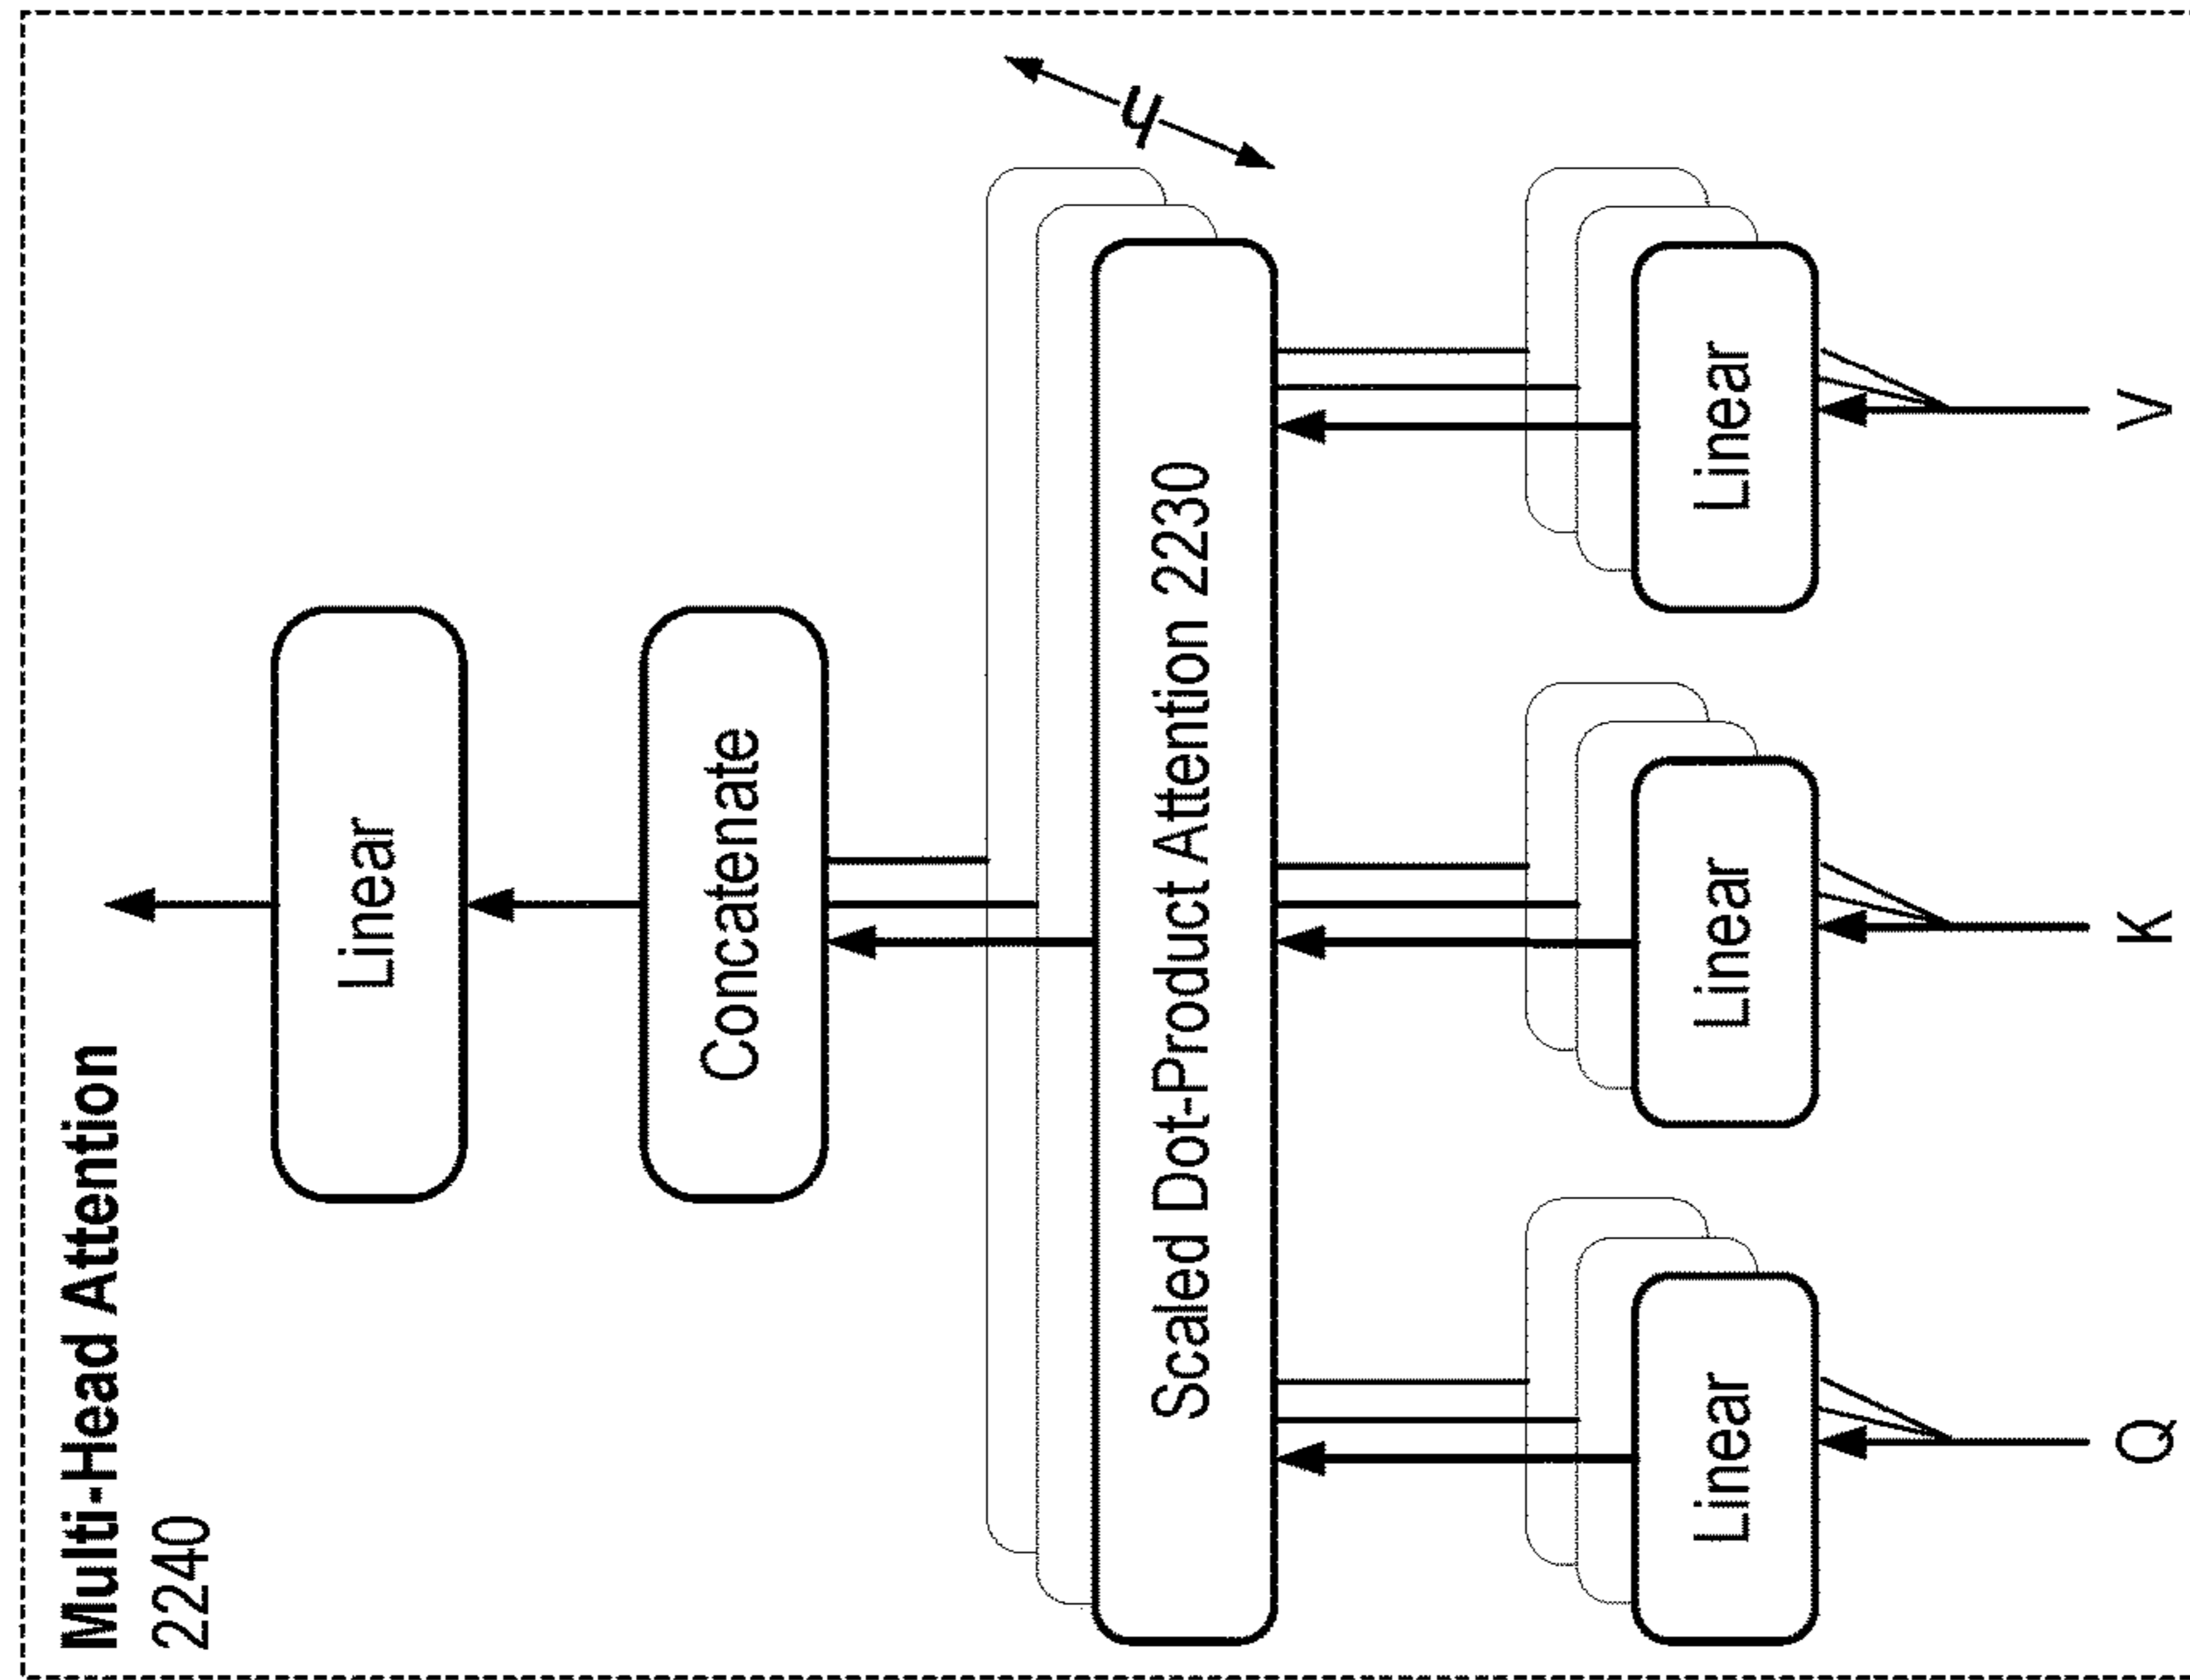 Multi-Head Attention
2240
Linear
Concatenate
Scaled Dot-Product Attention 2230
h
Linear
Linear
Linear
Q
K
V